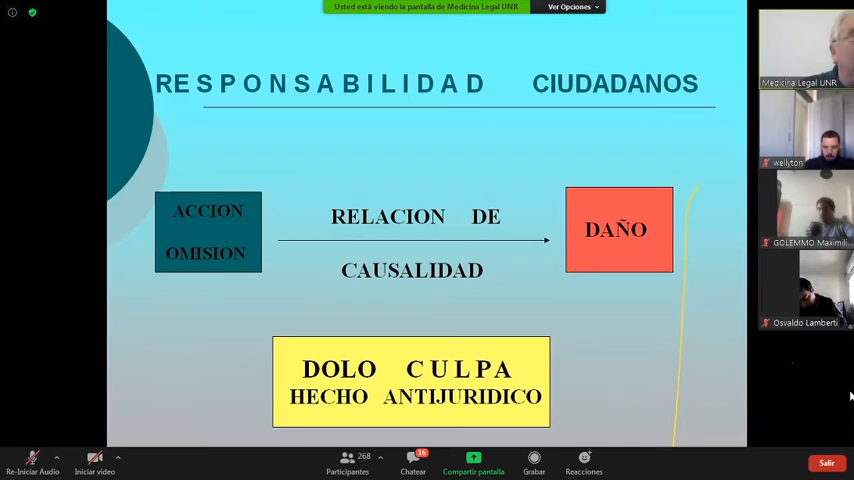 Usted está viendo la pantalla de Medicina Legal UNR
Ver Opciones
RESPONSABILIDAD CIUDADANOS
ACCION
OMISION
RELACION DE
CAUSALIDAD
DAÑO
DOLO CULPA
HECHO ANTIJURIDICO
Medicina Legal UNR
wellyton
GOLEMMO Maximili...
Osvaldo Lamberti
Re-Iniciar Audio
Iniciar video
268
Participantes
16
Chatear
Compartir pantalla
Grabar
Reacciones
Salir